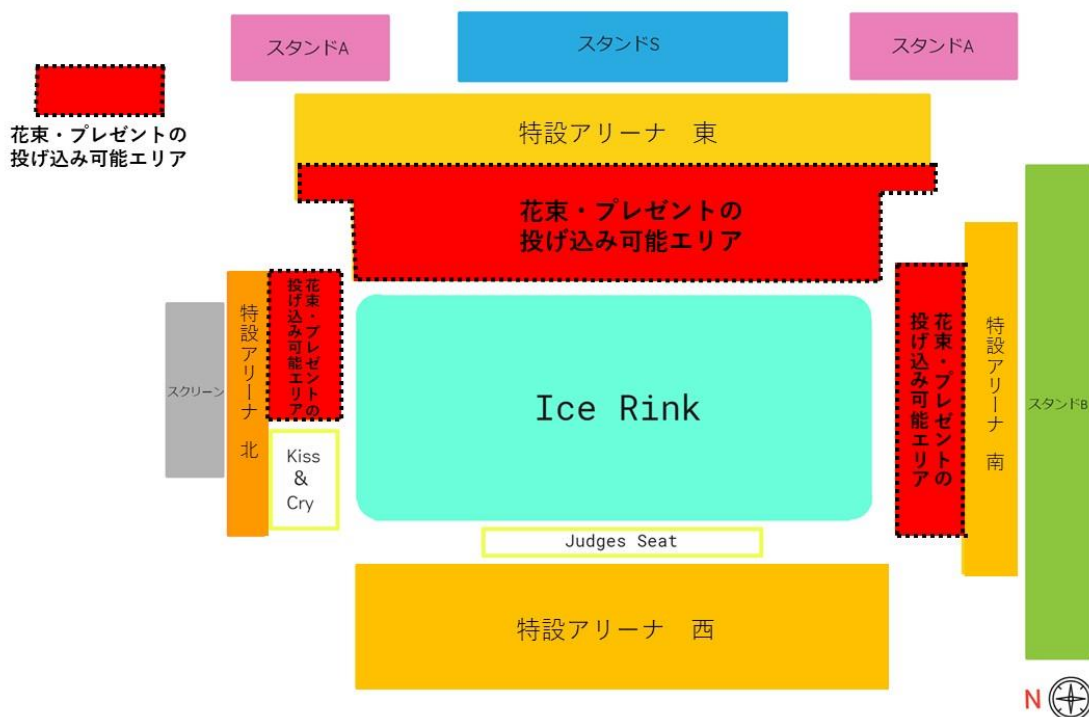 スタンドA
スタンドS
スタンドA
花束・プレゼントの
投げ込み可能エリア
特設アリーナ 東
花束・プレゼントの
投げ込み可能エリア
スクリーン
特設アリーナ 北
花束・プレゼントの
投げ込み可能エリア
Kiss
&
Cry
Ice Rink
花束・プレゼントの
投げ込み可能エリア
特設アリーナ 南
スタンドB
Judges Seat
特設アリーナ 西
N